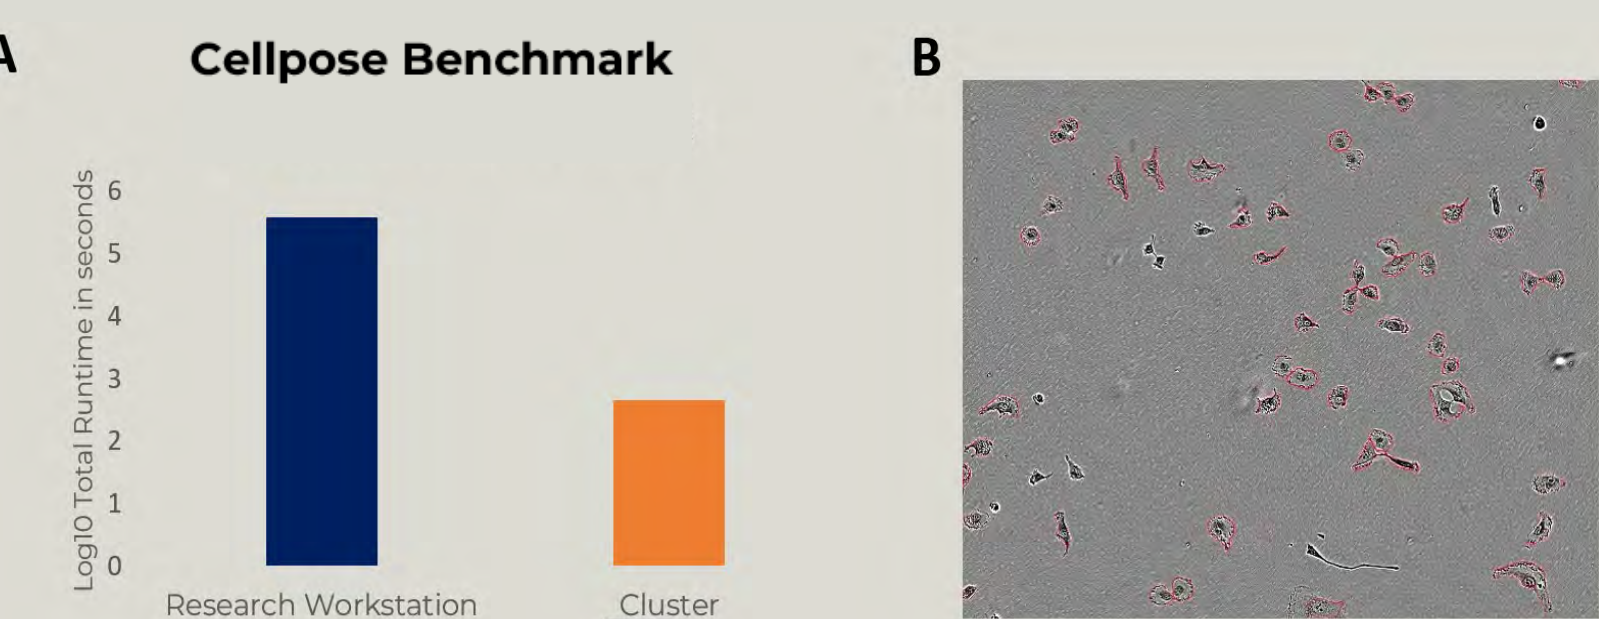 A
Cellpose Benchmark
B
Log10 Total Runtime in seconds
6
5
4
3
2
1
0
Research Workstation
Cluster